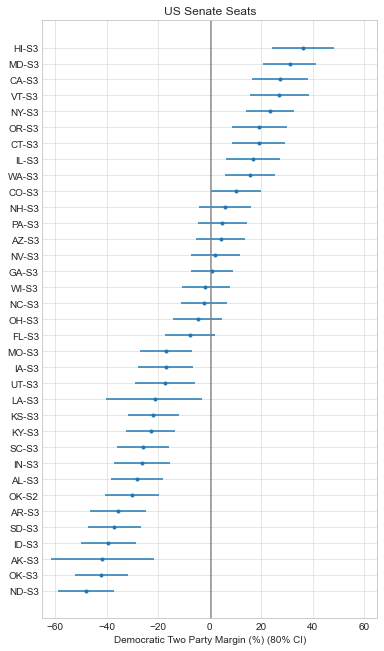 US Senate Seats
HI-S3
MD-S3
CA-S3
VT-S3
NY-S3
OR-S3
CT-S3
IL-S3
WA-S3
CO-S3
NH-S3
PA-S3
AZ-S3
NV-S3
GA-S3
WI-S3
NC-S3
OH-S3
FL-S3
MO-S3
IA-S3
UT-S3
LA-S3
KS-S3
KY-S3
SC-S3
IN-S3
AL-S3
OK-S2
AR-S3
SD-S3
ID-S3
AK-S3
OK-S3
ND-S3
−60 −40 −20 0 20 40 60
Democratic Two Party Margin (%) (80% CI)